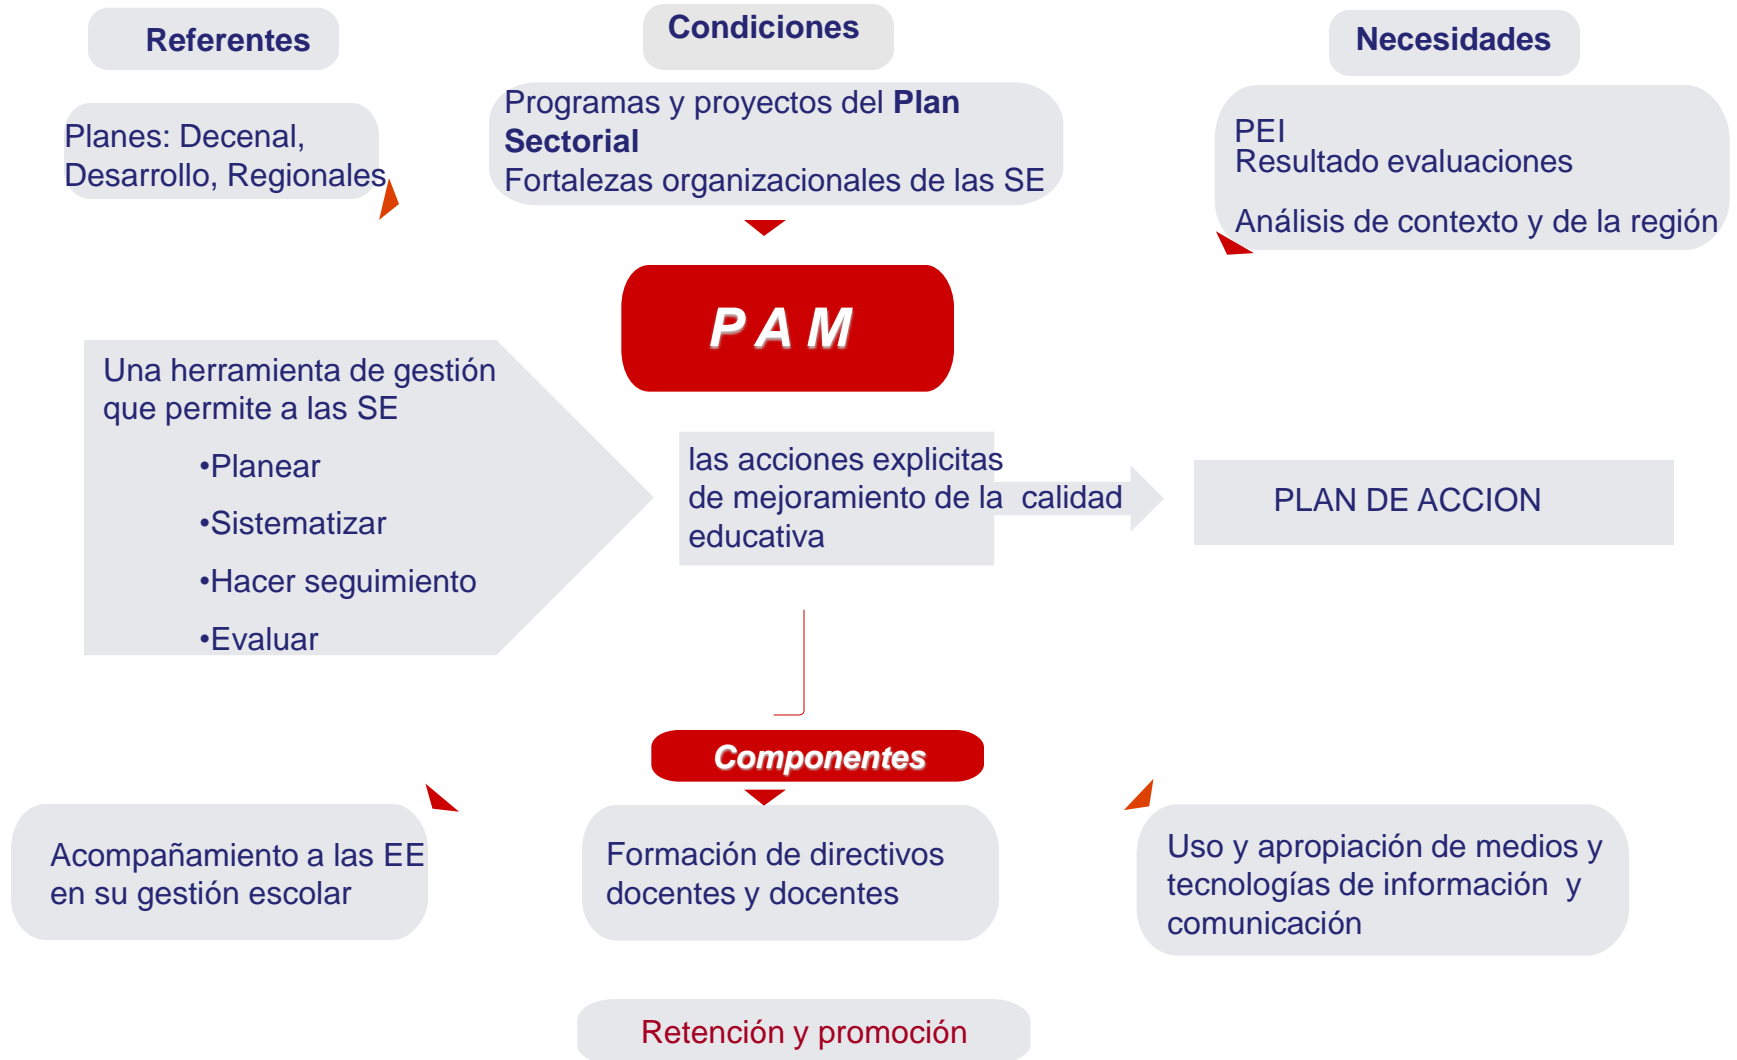 Referentes
Condiciones
Necesidades
Planes: Decenal,
Desarrollo, Regionales
Programas y proyectos del Plan
Sectorial
Fortalezas organizacionales de las SE
PEI
Resultado evaluaciones
Análisis de contexto y de la región
P A M
Una herramienta de gestión
que permite a las SE
•Planear
•Sistematizar
•Hacer seguimiento
•Evaluar
las acciones explicitas
de mejoramiento de la  calidad
educativa
PLAN DE ACCION
Componentes
Acompañamiento a las EE
en su gestión escolar
Formación de directivos
docentes y docentes
Uso y apropiación de medios y
tecnologías de información  y
comunicación
Retención y promoción